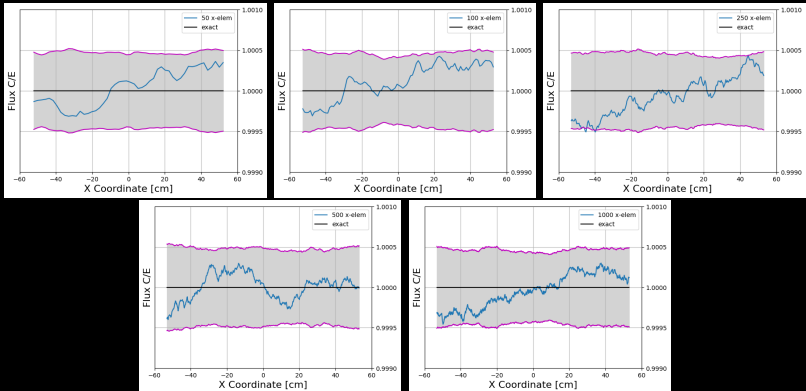 50 x-elem
exact
1.0010
1.0005
1.0000
0.9995
0.9990
Flux C/E
−60 −40 −20 0 20 40 60
X Coordinate [cm]
100 x-elem
exact
1.0010
1.0005
1.0000
0.9995
0.9990
Flux C/E
−60 −40 −20 0 20 40 60
X Coordinate [cm]
250 x-elem
exact
1.0010
1.0005
1.0000
0.9995
0.9990
Flux C/E
−60 −40 −20 0 20 40 60
X Coordinate [cm]
500 x-elem
exact
1.0010
1.0005
1.0000
0.9995
0.9990
Flux C/E
−60 −40 −20 0 20 40 60
X Coordinate [cm]
1000 x-elem
exact
1.0010
1.0005
1.0000
0.9995
0.9990
Flux C/E
−60 −40 −20 0 20 40 60
X Coordinate [cm]